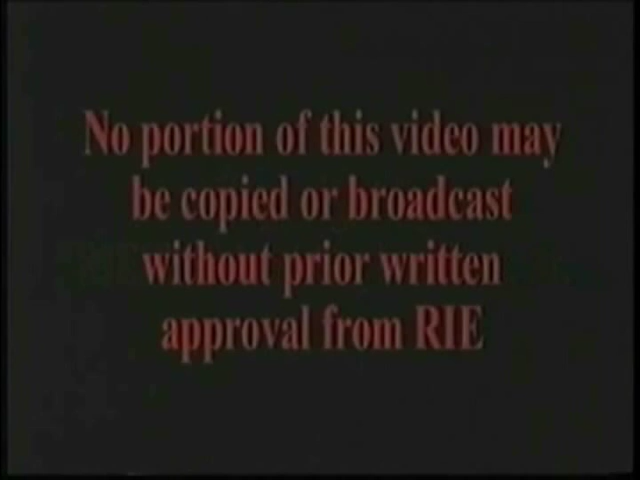 No portion of this video may
be copied or broadcast
without prior written
approval from RIE